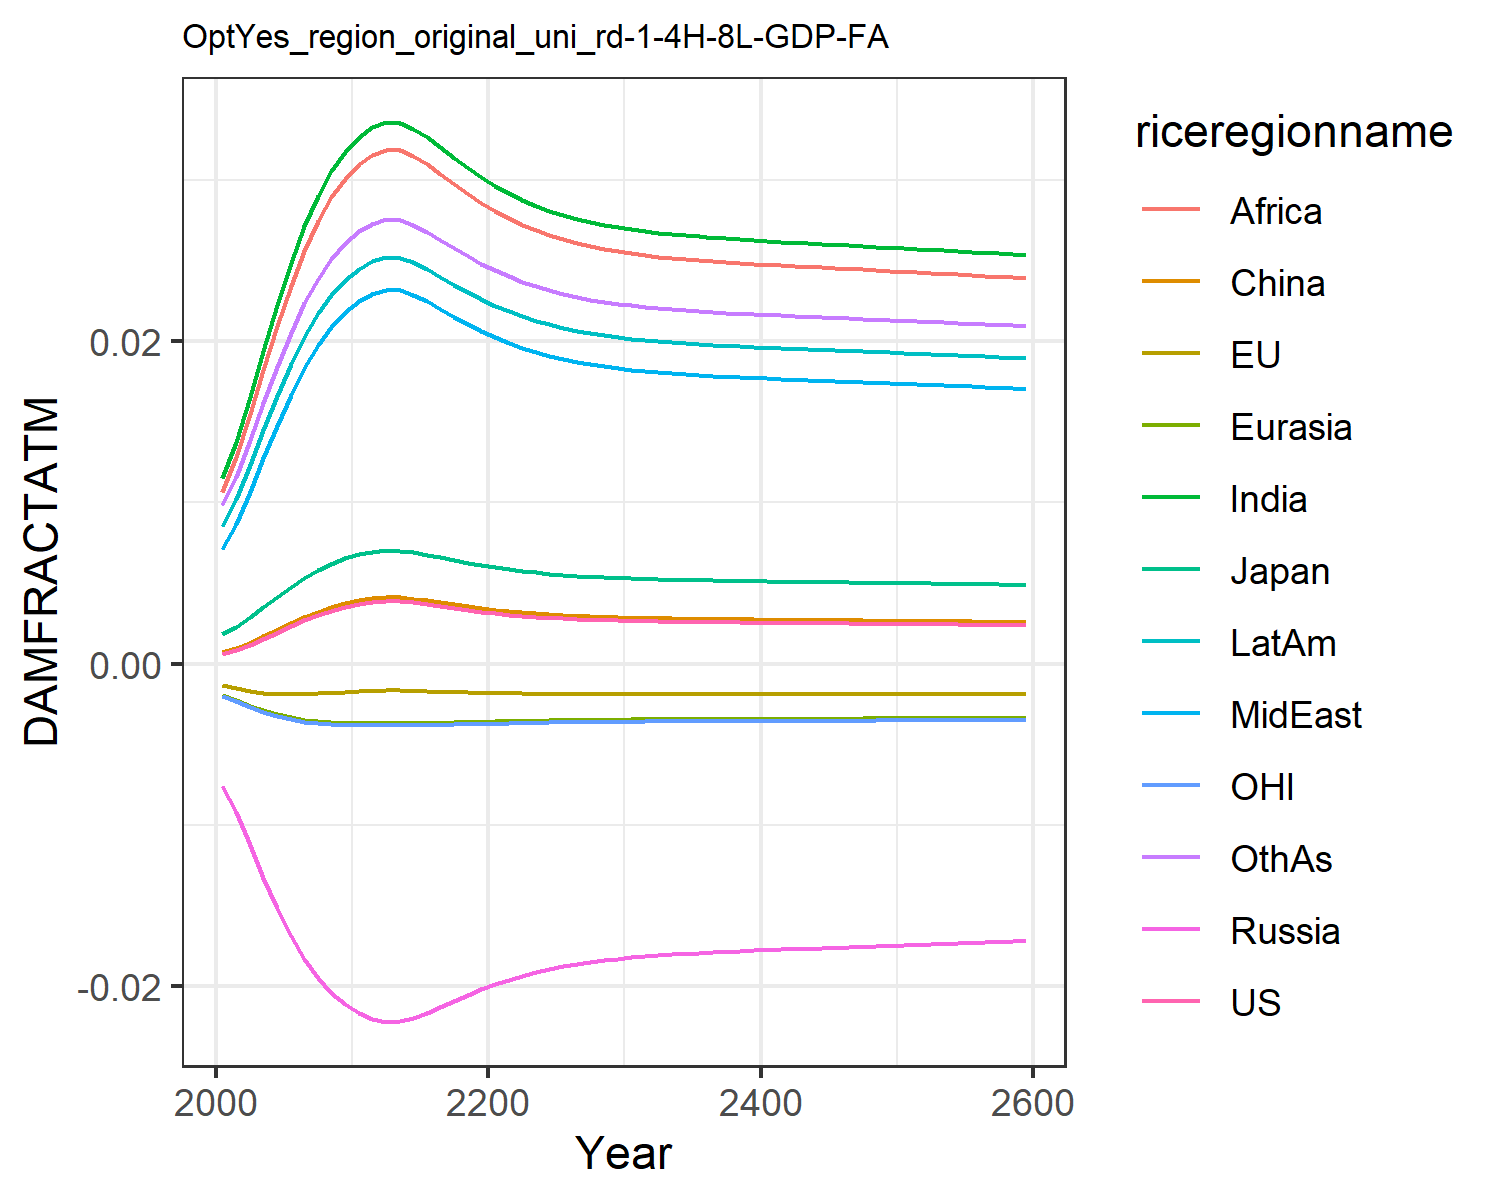 OptYes_region_original_uni_rd-1-4H-8L-GDP-FA
DAMFRACTATM
0.02
0.00
-0.02
2000
2200
2400
2600
Year
riceregionname
Africa
China
EU
Eurasia
India
Japan
LatAm
MidEast
OHI
OthAs
Russia
US